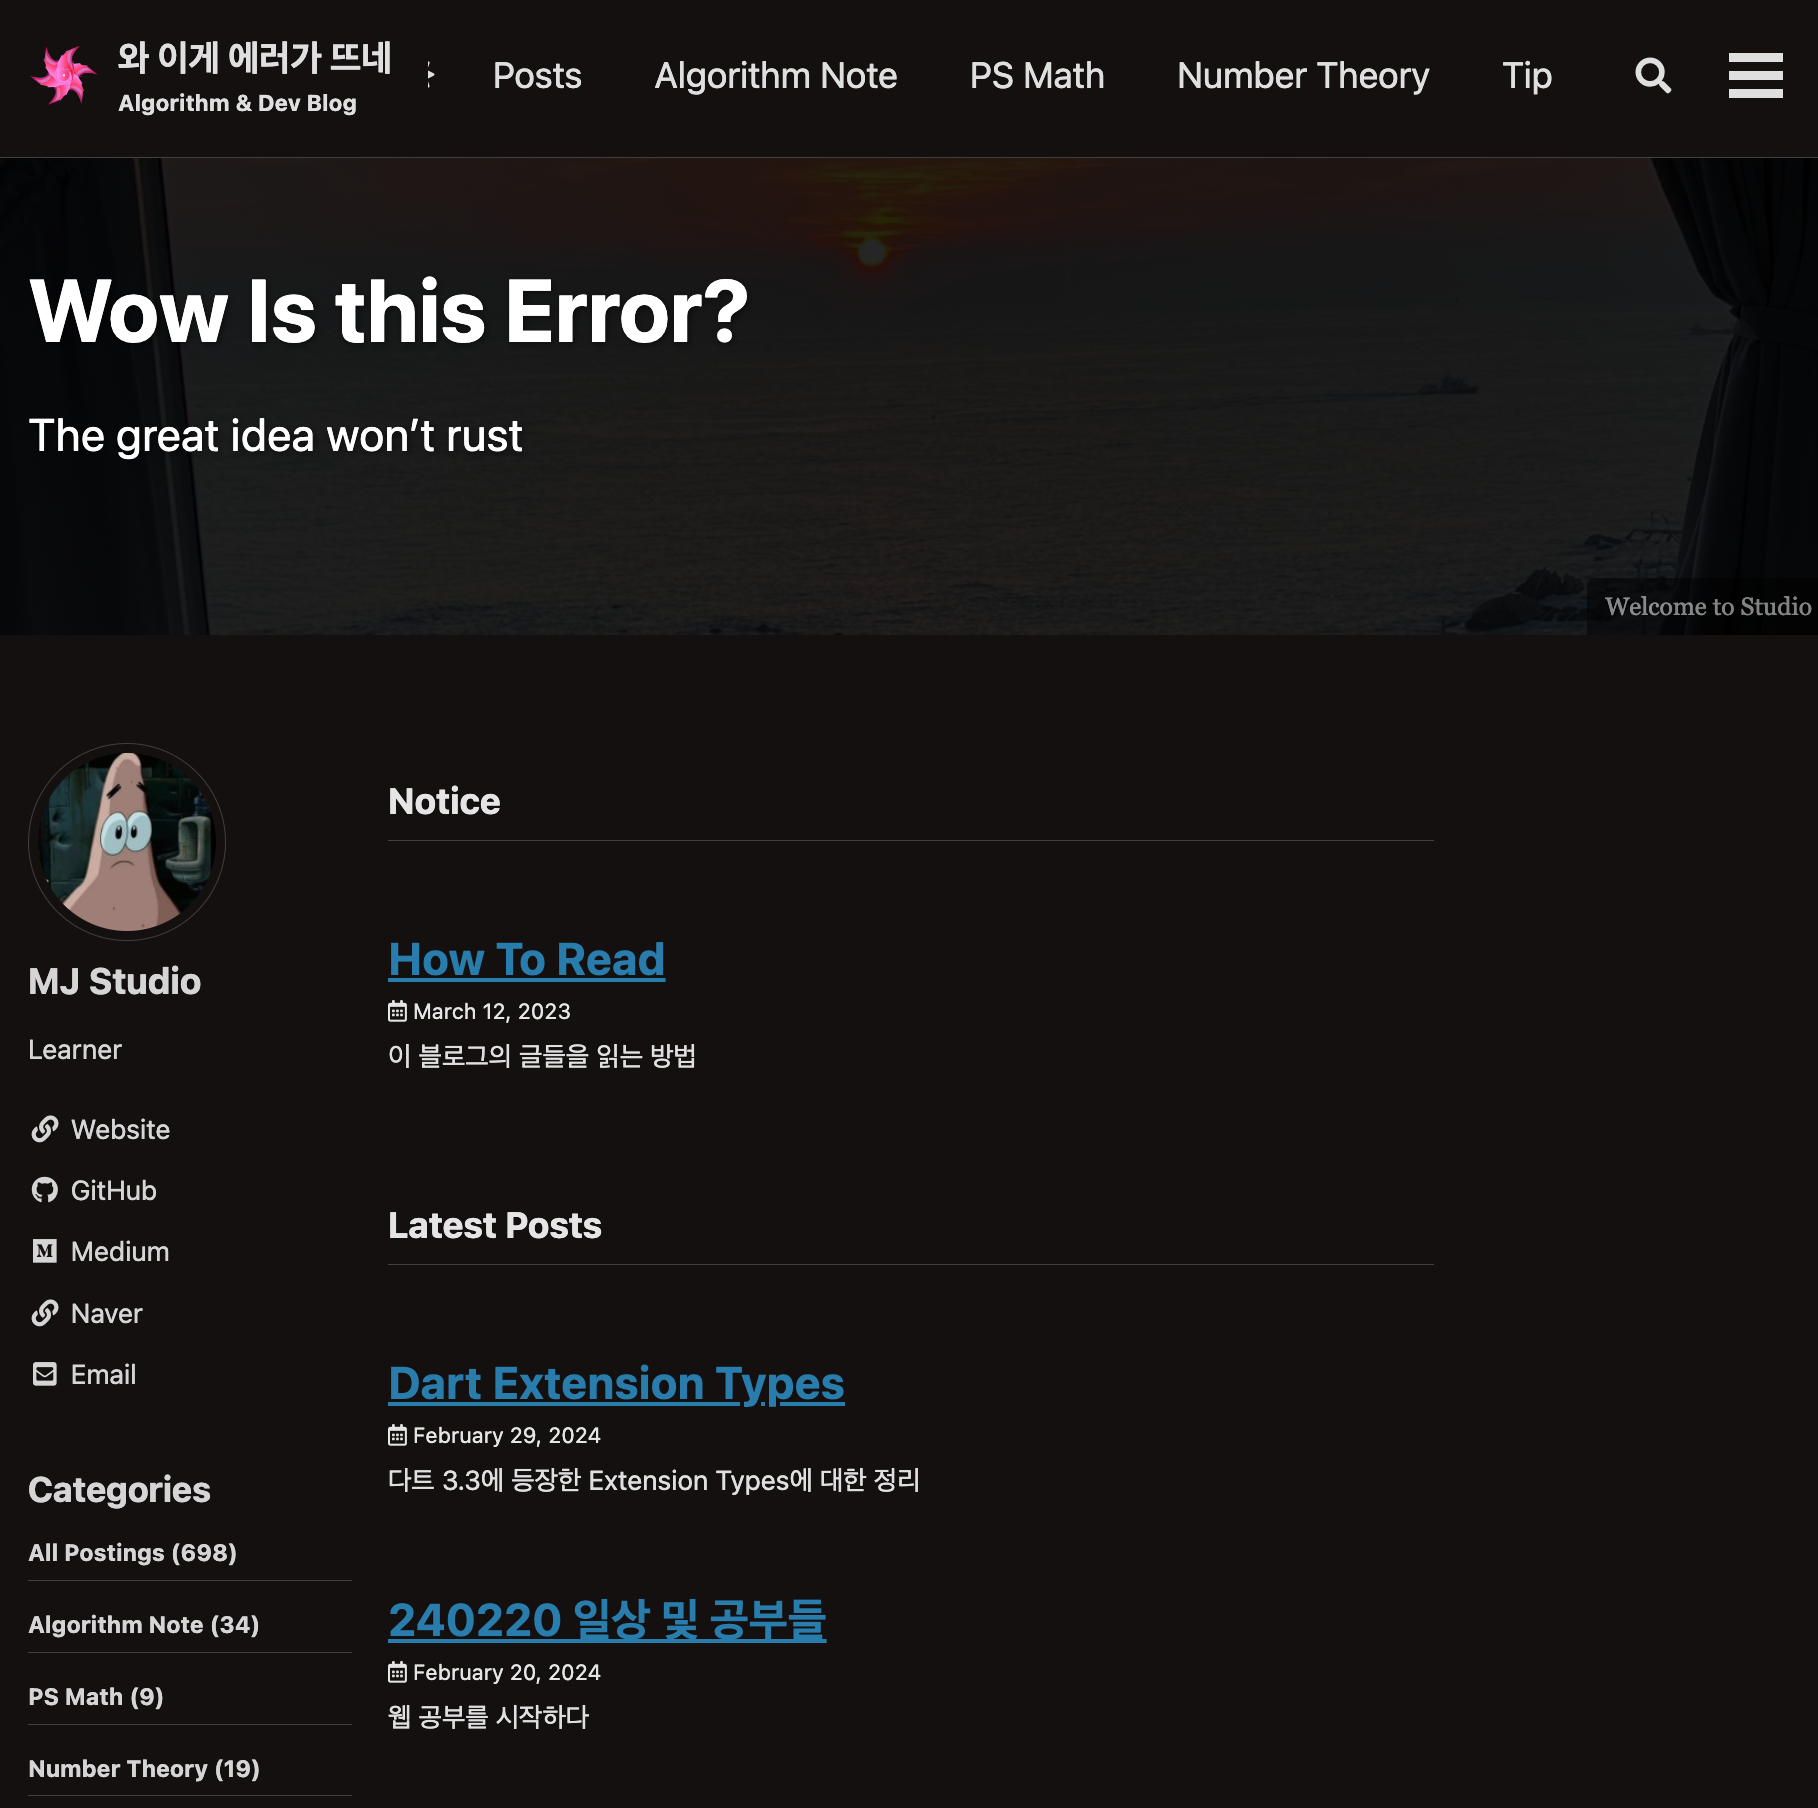 와 이게 에러가 뜨네
Algorithm & Dev Blog
Posts
Algorithm Note
PS Math
Number Theory
Tip
Wow Is this Error?
The great idea won’t rust
Welcome to Studio
MJ Studio
Learner
Website
GitHub
Medium
Naver
Email
Categories
All Postings (698)
Algorithm Note (34)
PS Math (9)
Number Theory (19)
Notice
How To Read
March 12, 2023
이 블로그의 글들을 읽는 방법
Latest Posts
Dart Extension Types
February 29, 2024
다트 3.3에 등장한 Extension Types에 대한 정리
240220 일상 및 공부들
February 20, 2024
웹 공부를 시작하다